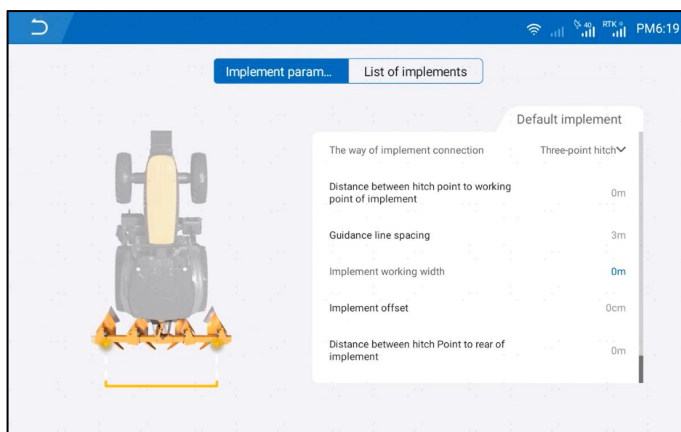 40 RTK PM6:19
Implement param... List of implements
Default implement
The way of implement connection Three-point hitch
Distance between hitch point to working
point of implement 0m
Guidance line spacing 3m
Implement working width 0m
Implement offset 0cm
Distance between hitch Point to rear of
implement 0m